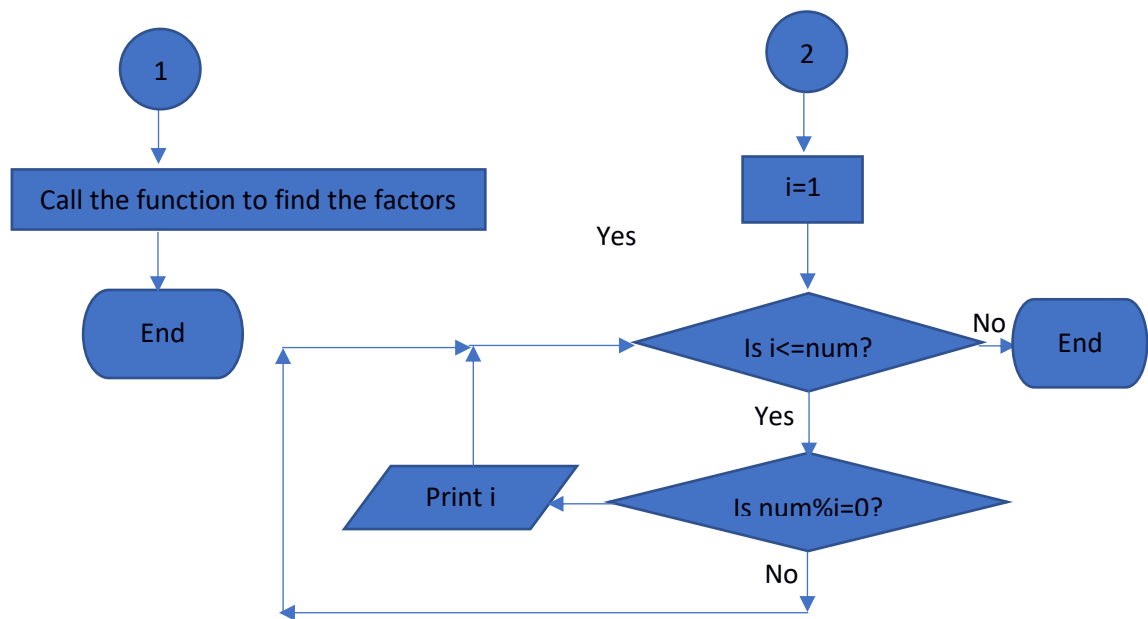 1
2
Call the function to find the factors
i=1
Yes
End
Is i<=num?
No
End
Yes
Print i
Is num%i=0?
No